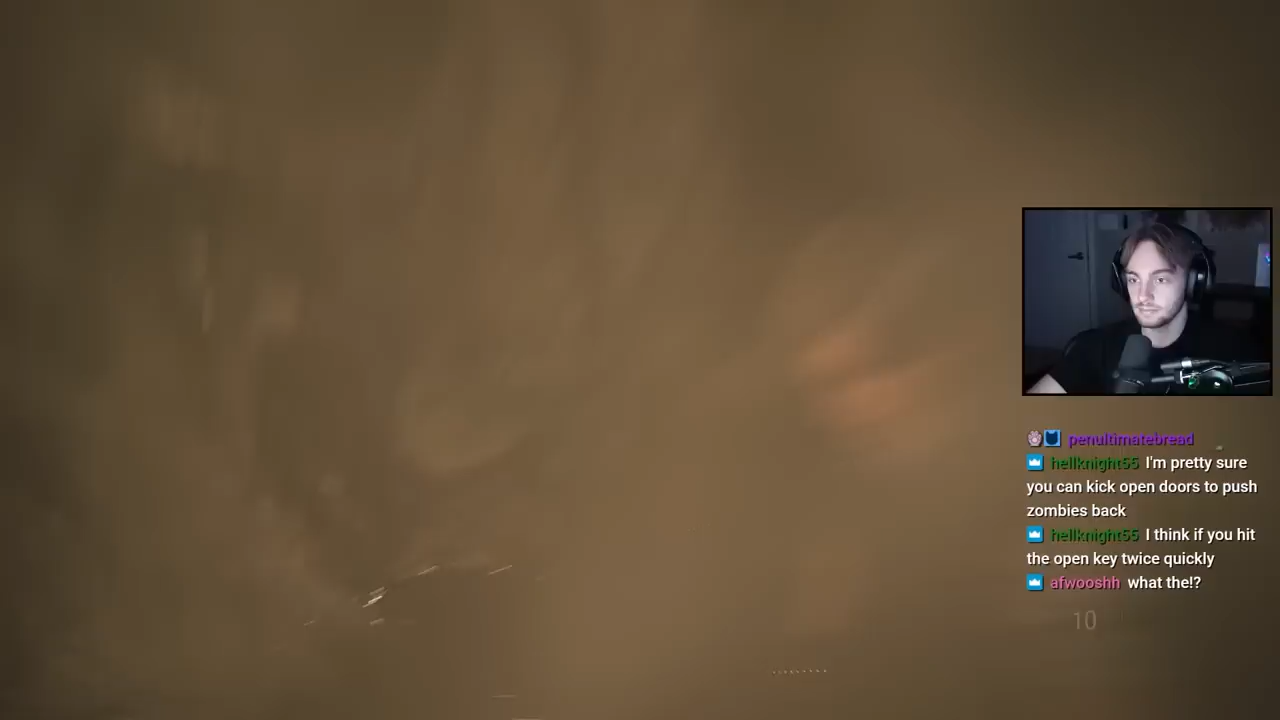 penultimatebread
hellknight55 I'm pretty sure
you can kick open doors to push
zombies back
hellknight55 I think if you hit
the open key twice quickly
afwooshh what the!?
10